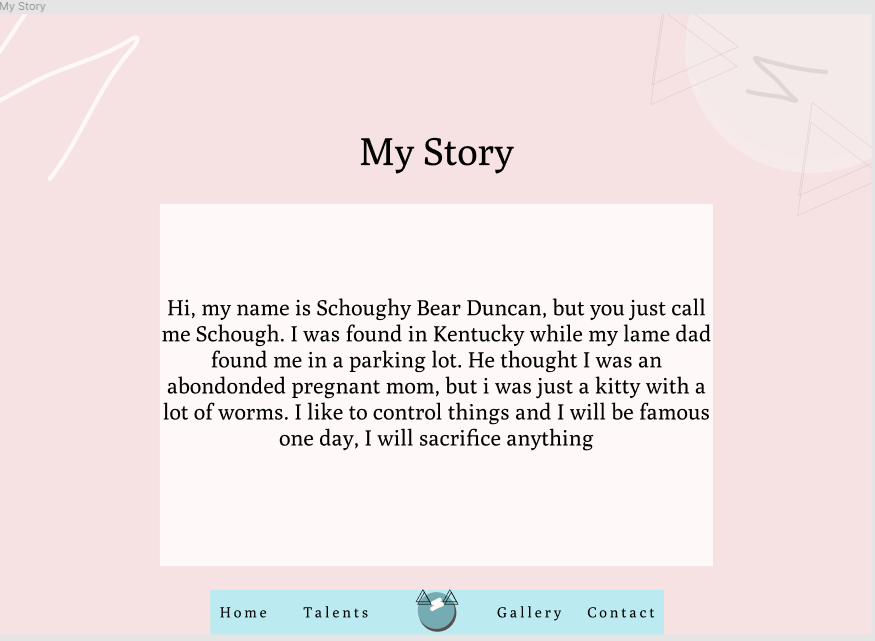 My Story
My Story
Hi, my name is Schoughy Bear Duncan, but you just call
me Schough. I was found in Kentucky while my lame dad
found me in a parking lot. He thought I was an
abondonded pregnant mom, but i was just a kitty with a
lot of worms. I like to control things and I will be famous
one day, I will sacrifice anything
Home Talents Gallery Contact